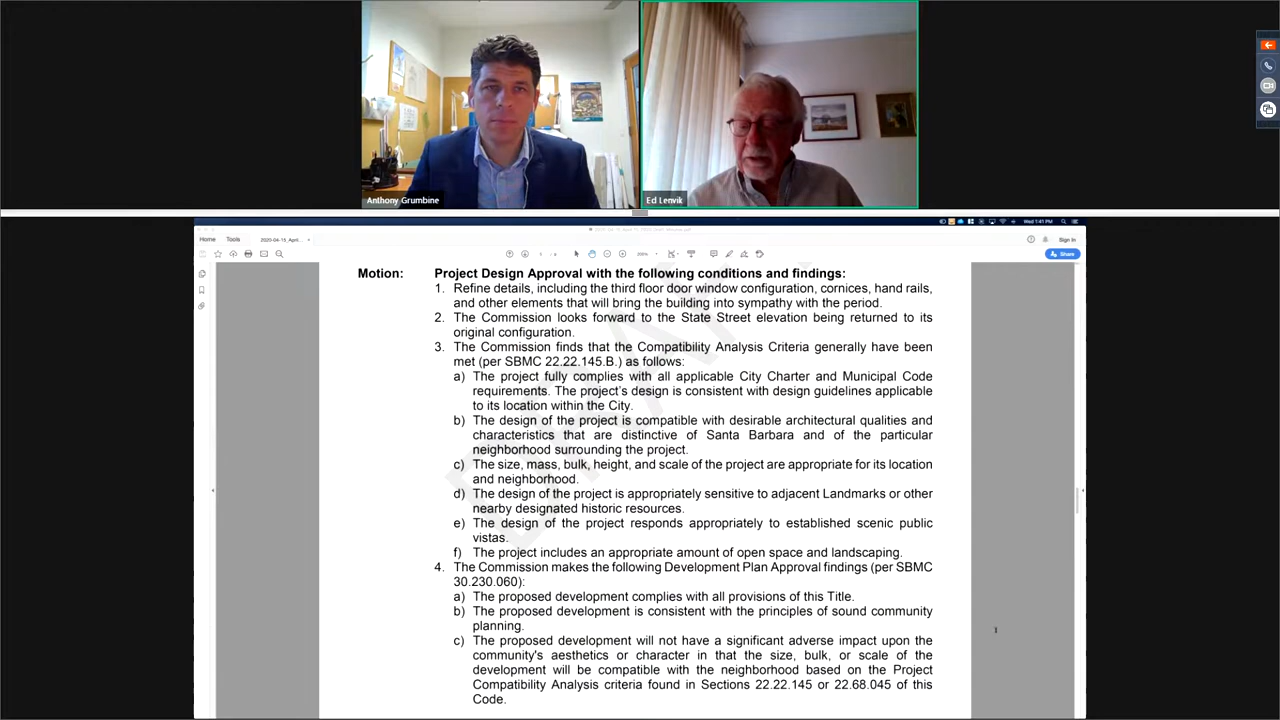 Anthony Grumbine
Ed Lenvik
Wed 1:41 PM
Home
Tools
Sign In
Share
Motion: Project Design Approval with the following conditions and findings:
1. Refine details, including the third floor door window configuration, cornices, hand rails,
and other elements that will bring the building into sympathy with the period.
2. The Commission looks forward to the State Street elevation being returned to its
original configuration.
3. The Commission finds that the Compatibility Analysis Criteria generally have been
met (per SBMC 22.22.145.B.) as follows:
a) The project fully complies with all applicable City Charter and Municipal Code
requirements. The project's design is consistent with design guidelines applicable
to its location within the City.
b) The design of the project is compatible with desirable architectural qualities and
characteristics that are distinctive of Santa Barbara and of the particular
neighborhood surrounding the project.
c) The size, mass, bulk, height, and scale of the project are appropriate for its location
and neighborhood.
d) The design of the project is appropriately sensitive to adjacent Landmarks or other
nearby designated historic resources.
e) The design of the project responds appropriately to established scenic public
vistas.
f) The project includes an appropriate amount of open space and landscaping.
4. The Commission makes the following Development Plan Approval findings (per SBMC
30.230.060):
a) The proposed development complies with all provisions of this Title.
b) The proposed development is consistent with the principles of sound community
planning.
c) The proposed development will not have a significant adverse impact upon the
community's aesthetics or character in that the size, bulk, or scale of the
development will be compatible with the neighborhood based on the Project
Compatibility Analysis criteria found in Sections 22.22.145 or 22.68.045 of this
Code.